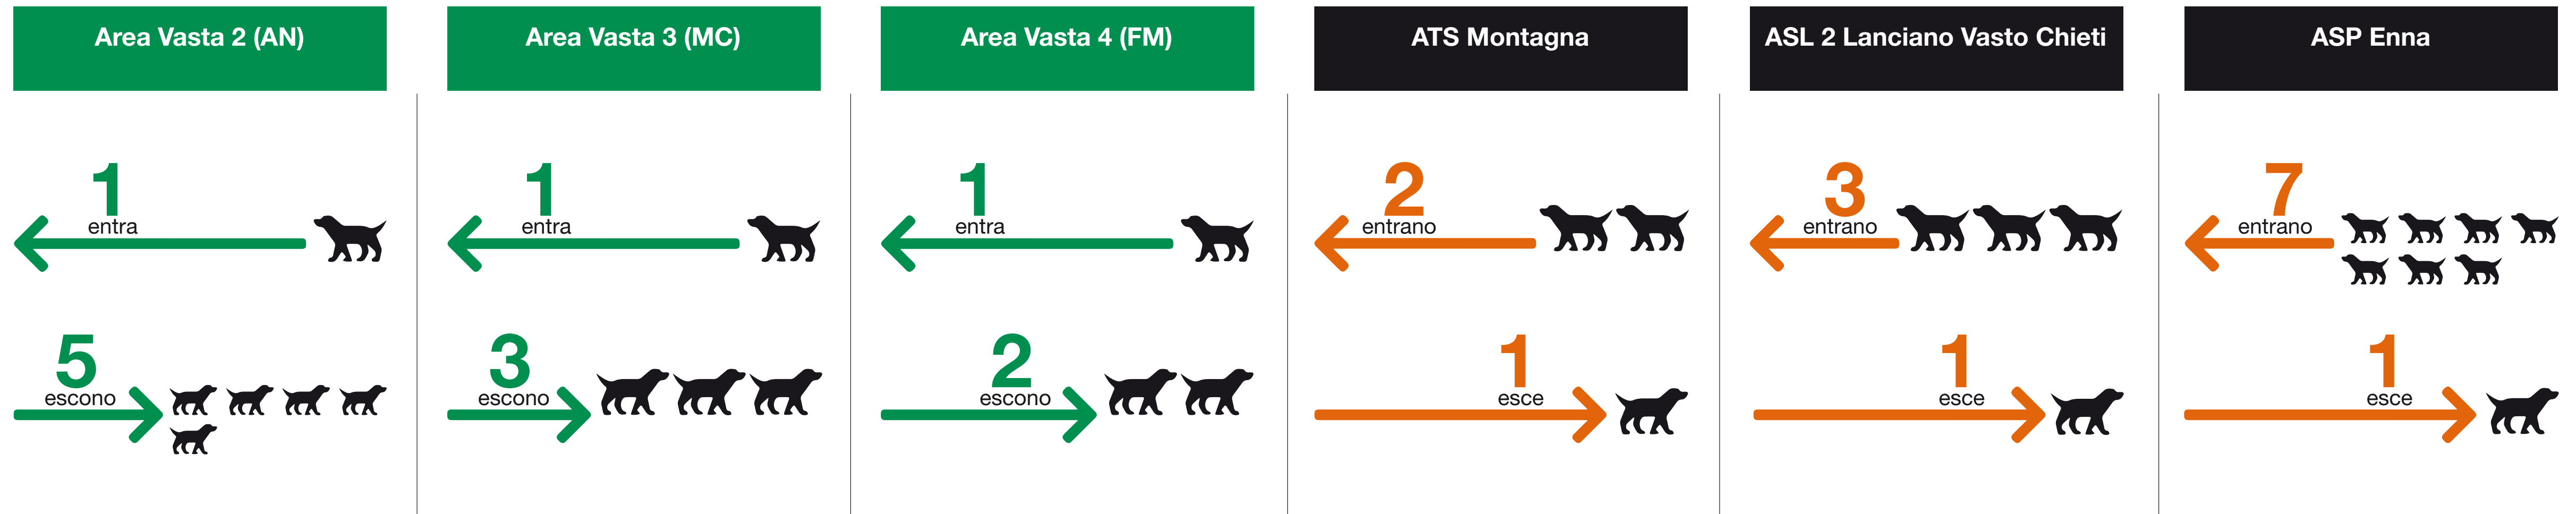 Area Vasta 2 (AN)
1
entra
5
escono
Area Vasta 3 (MC)
1
entra
3
escono
Area Vasta 4 (FM)
1
entra
2
escono
ATS Montagna
2
entrano
1
esce
ASL 2 Lanciano Vasto Chieti
3
entrano
1
esce
ASP Enna
7
entrano
1
esce